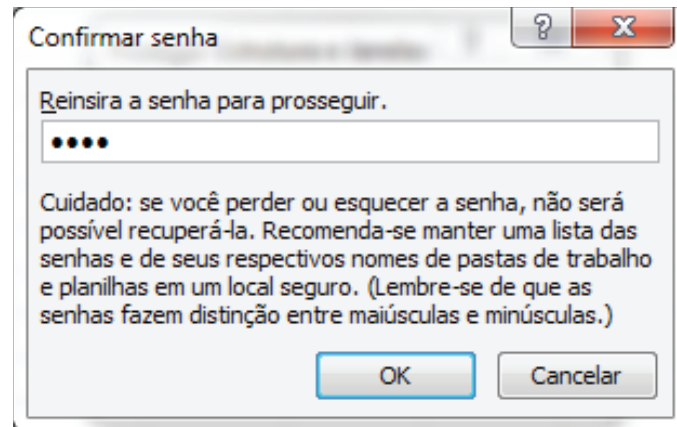 Confirmar senha
Reinsira a senha para prosseguir.
••••
Cuidado: se você perder ou esquecer a senha, não será
possível recuperá-la. Recomenda-se manter uma lista das
senhas e de seus respectivos nomes de pastas de trabalho
e planilhas em um local seguro. (Lembre-se de que as
senhas fazem distinção entre maiúsculas e minúsculas.)
OK Cancelar